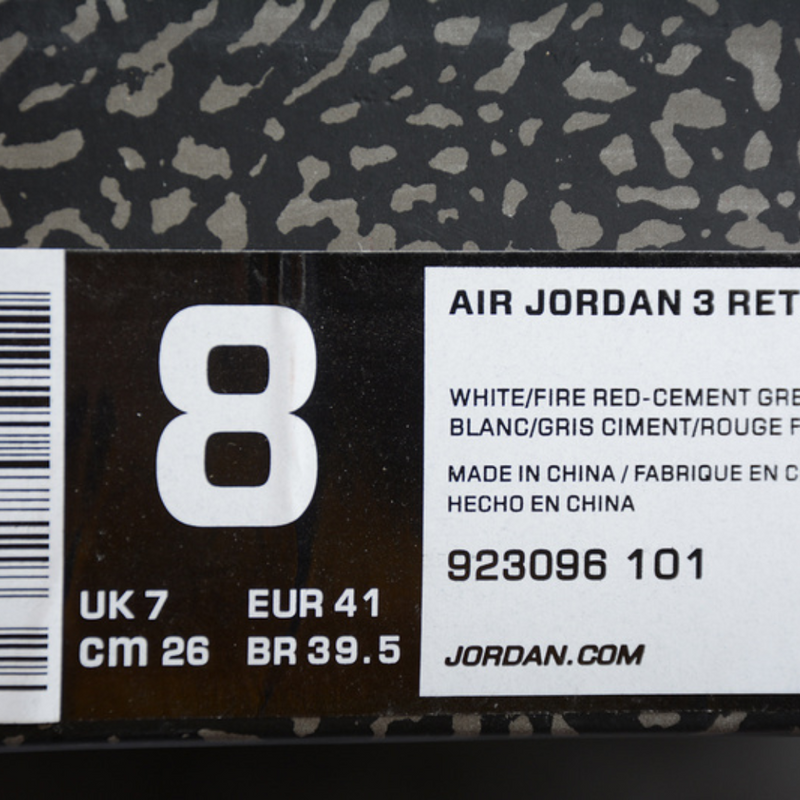 8
UK 7 EUR 41
cm 26 BR 39.5
AIR JORDAN 3 RET
WHITE/FIRE RED-CEMENT GRE
BLANC/GRIS CIMENT/ROUGE F
MADE IN CHINA / FABRIQUE EN C
HECHO EN CHINA
923096 101
JORDAN.COM